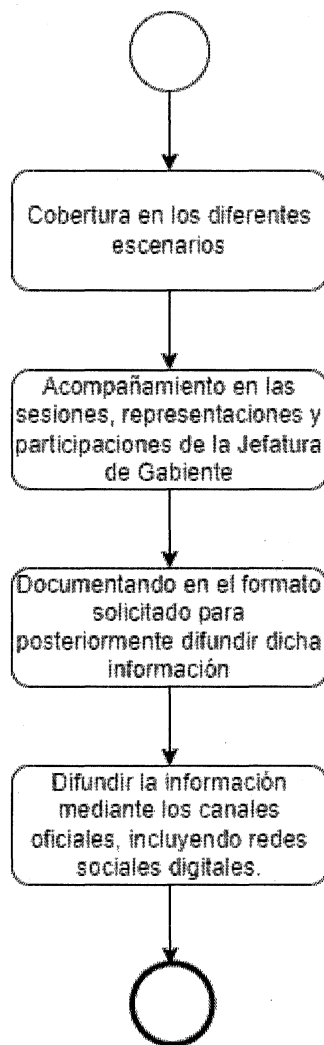 Cobertura en los diferentes
escenarios
Acompañamiento en las
sesiones, representaciones y
participaciones de la Jefatura
de Gabiente
Documentando en el formato
solicitado para
posteriormente difundir dicha
información
Difundir la información
mediante los canales
oficiales, incluyendo redes
sociales digitales.